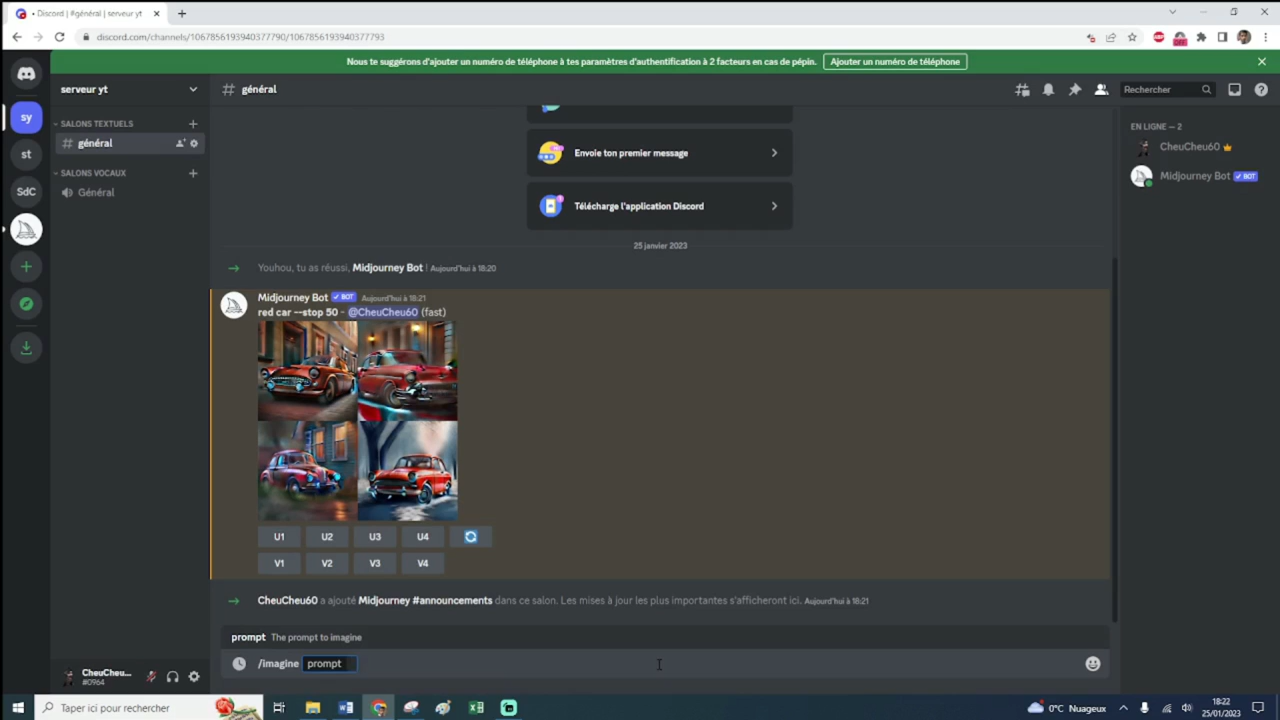 Discord | #général | serveur yt
discord.com/channels/1067856193940377790/1067856193940377793
Nous te suggérons d'ajouter un numéro de téléphone à tes paramètres d'authentification à 2 facteurs en cas de pépin.
Ajouter un numéro de téléphone
serveur yt
# général
Rechercher
SALONS TEXTUELS
# général
SALONS VOCAUX
Général
sy
st
SdC
Envoie ton premier message
Télécharge l'application Discord
25 janvier 2023
Youhou, tu as réussi, Midjourney Bot ! Aujourd'hui à 18:20
Midjourney Bot BOT Aujourd'hui à 18:21
red car --stop 50 - @CheuCheu60 (fast)
U1 U2 U3 U4
V1 V2 V3 V4
CheuCheu60 a ajouté Midjourney #announcements dans ce salon. Les mises à jour les plus importantes s'afficheront ici. Aujourd'hui à 18:21
prompt The prompt to imagine
/imagine prompt
EN LIGNE — 2
CheuCheu60
Midjourney Bot BOT
CheuCheu...
#0964
Taper ici pour rechercher
0°C Nuageux
18:22
25/01/2023